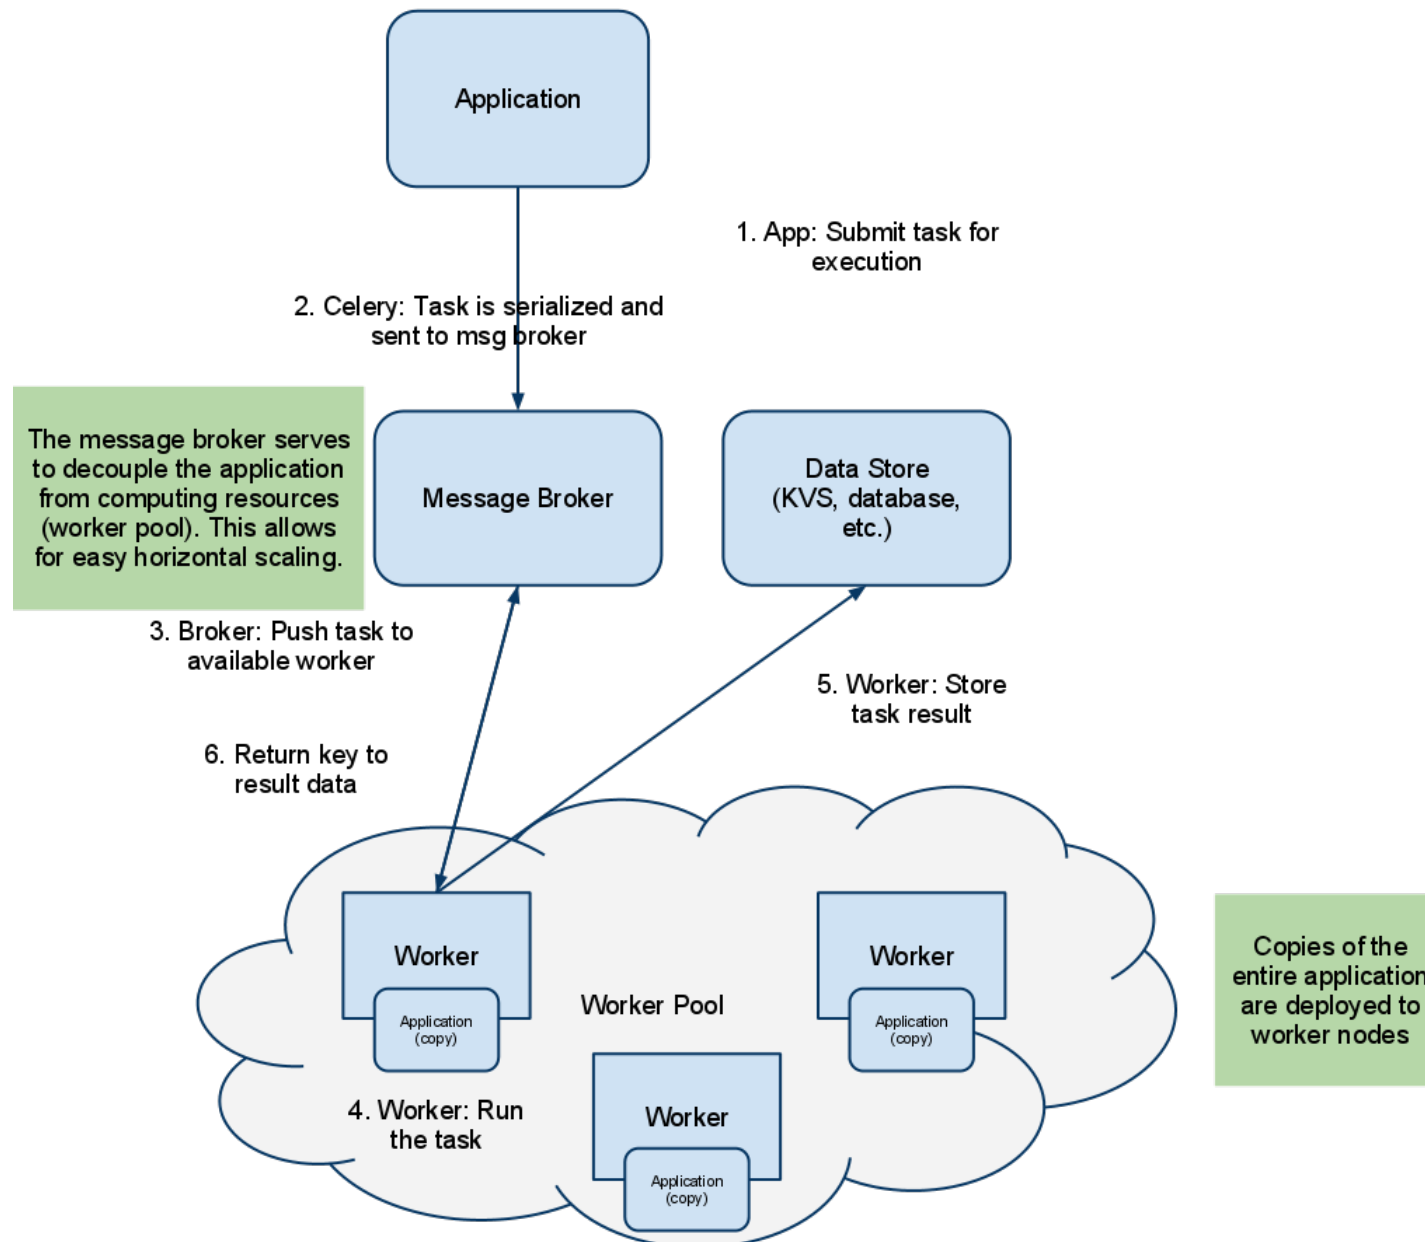 Application
1. App: Submit task for
execution
2. Celery: Task is serialized and
sent to msg broker
The message broker serves
to decouple the application
from computing resources
(worker pool). This allows
for easy horizontal scaling.
Message Broker
Data Store
(KVS, database,
etc.)
3. Broker: Push task to
available worker
5. Worker: Store
task result
6. Return key to
result data
Worker
Application
(copy)
Worker Pool
Worker
Application
(copy)
Copies of the
entire application
are deployed to
worker nodes
4. Worker: Run
the task
Worker
Application
(copy)